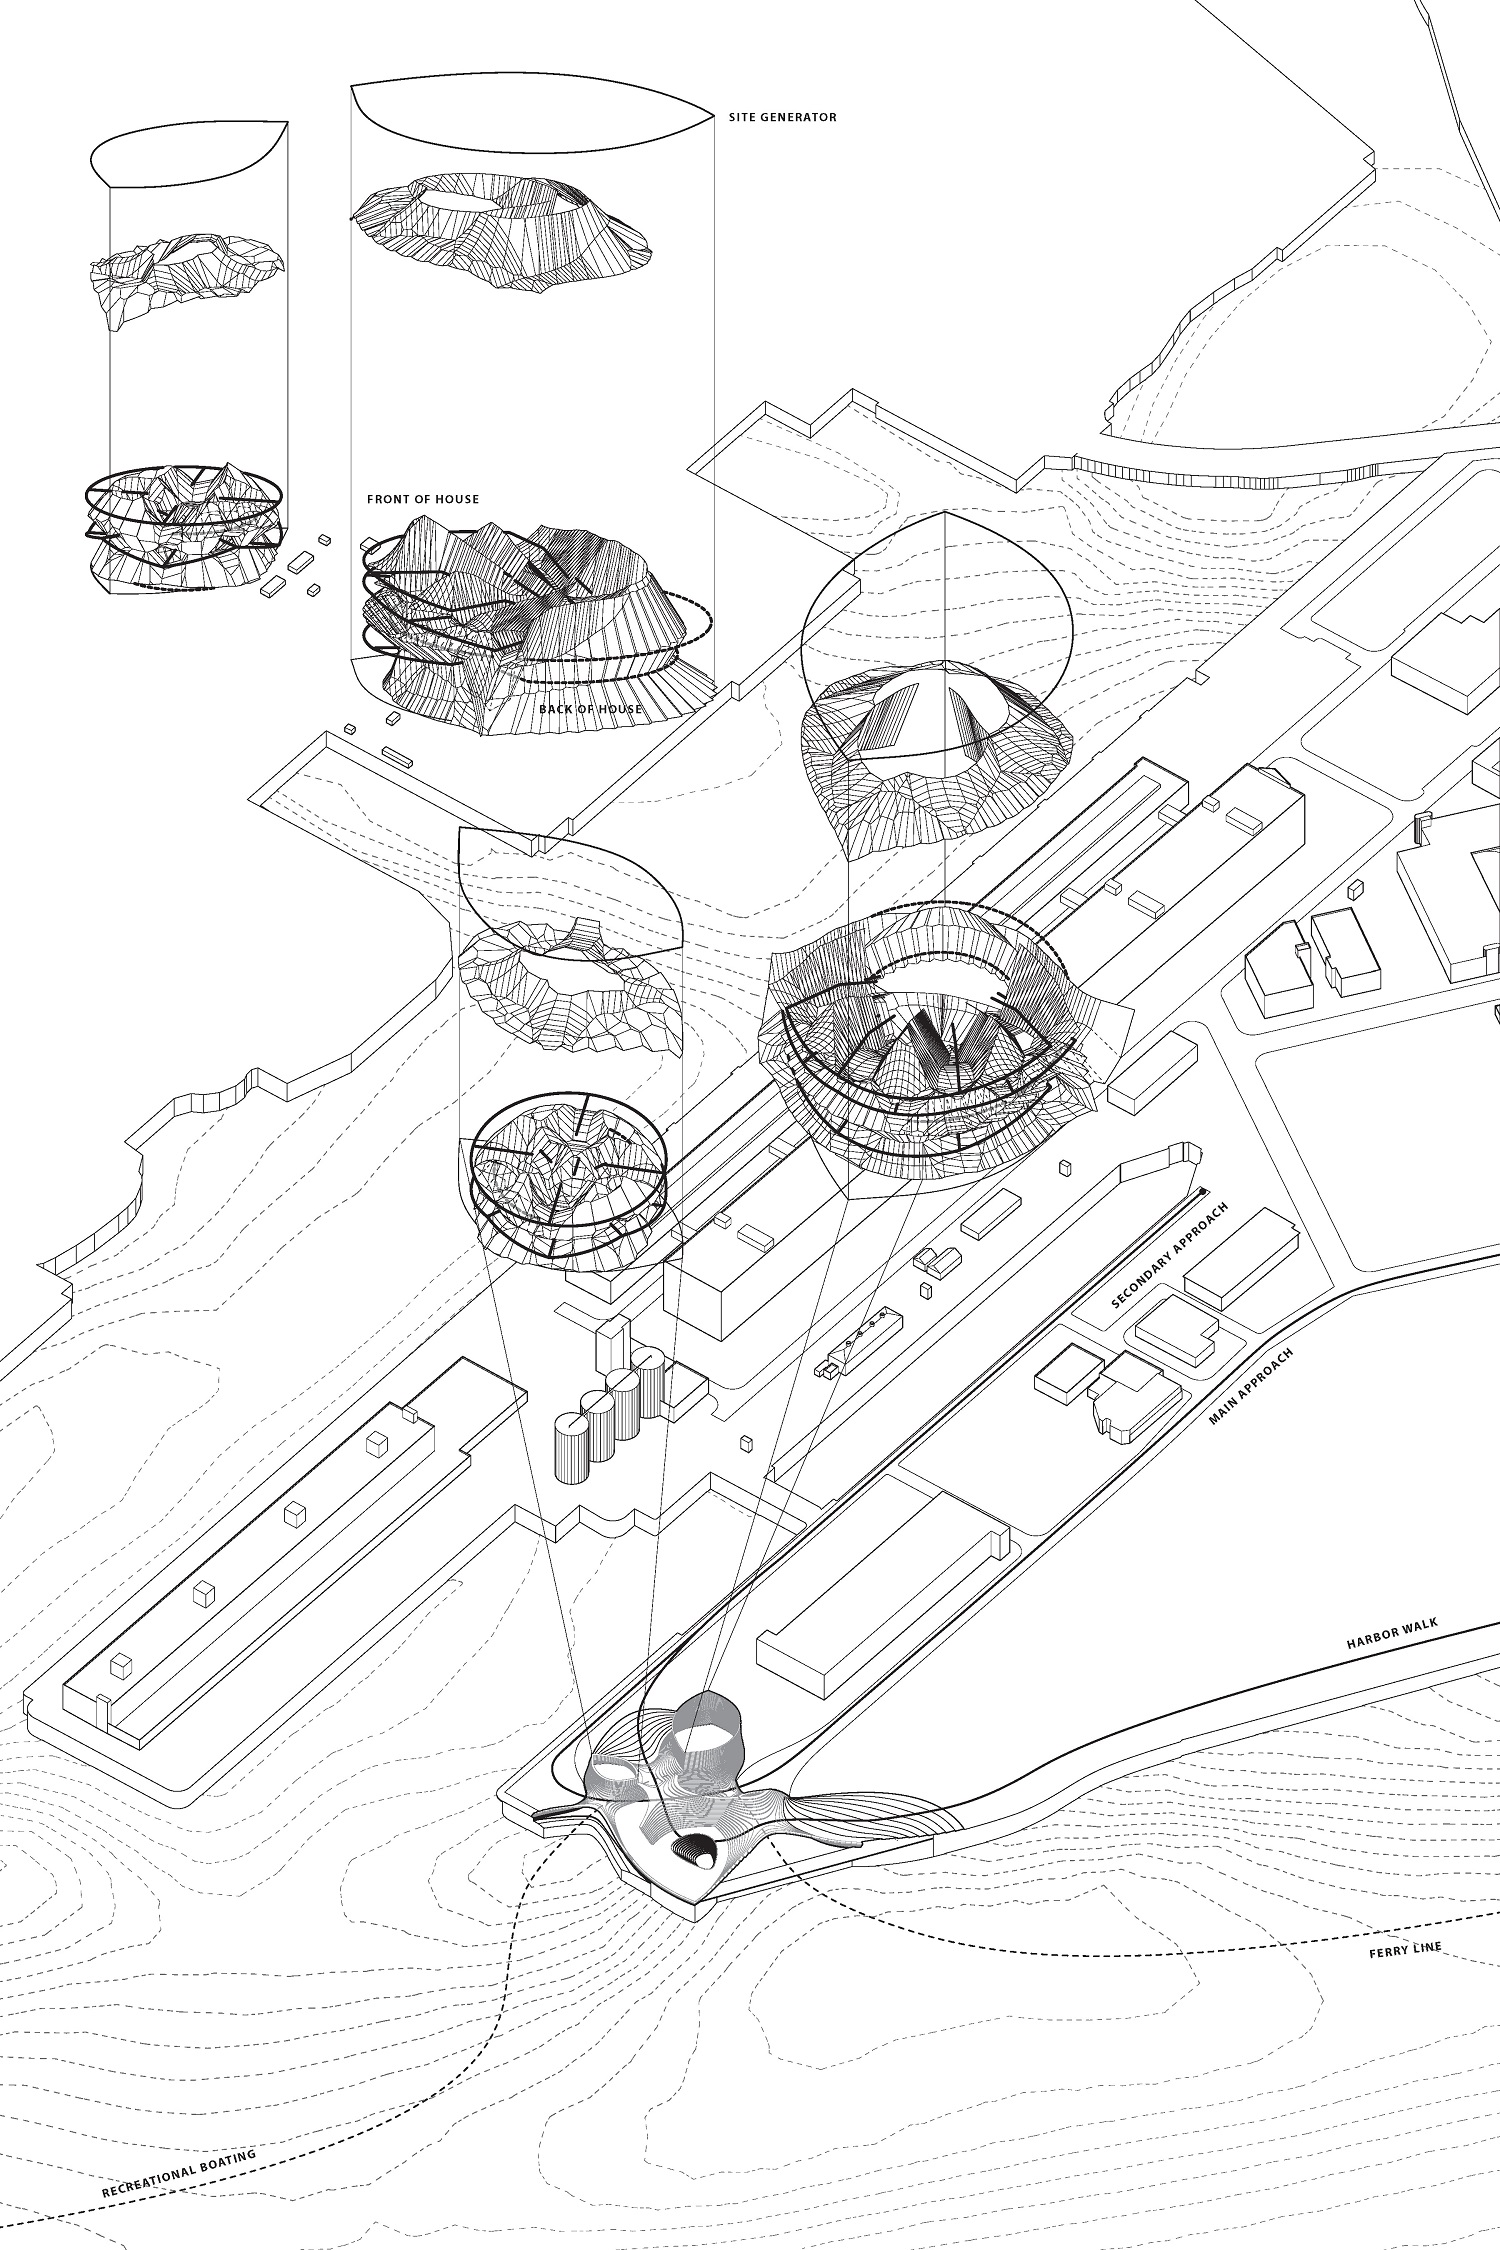 SITE GENERATOR
FRONT OF HOUSE
BACK OF HOUSE
SECONDARY APPROACH
MAIN APPROACH
HARBOR WALK
FERRY LINE
RECREATIONAL BOATING